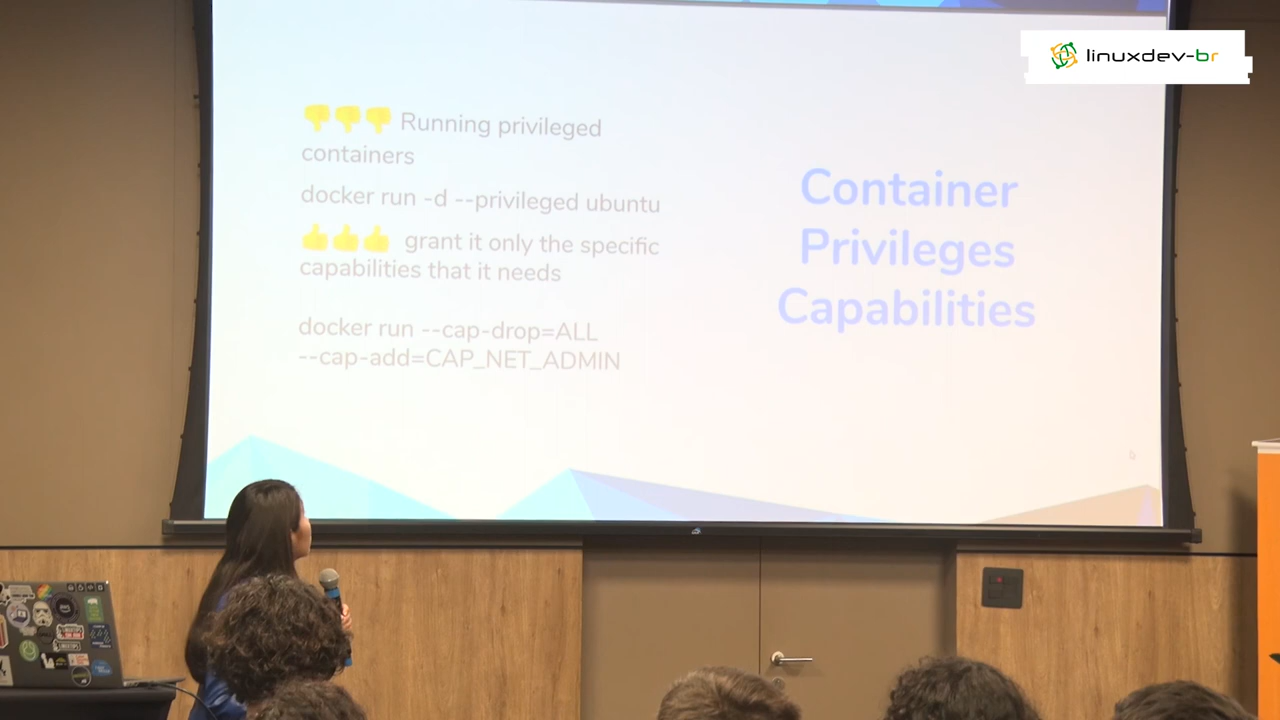 linuxdev-br
👎👎👎 Running privileged
containers
docker run -d --privileged ubuntu
👍👍👍 grant it only the specific
capabilities that it needs
docker run --cap-drop=ALL
--cap-add=CAP_NET_ADMIN
Container
Privileges
Capabilities